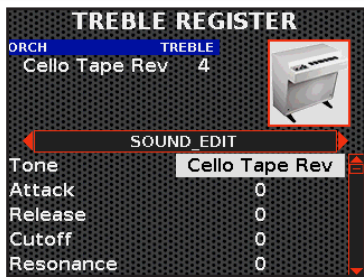 TREBLE REGISTER
ORCH TREBLE
Cello Tape Rev 4
SOUND_EDIT
Tone Cello Tape Rev
Attack 0
Release 0
Cutoff 0
Resonance 0